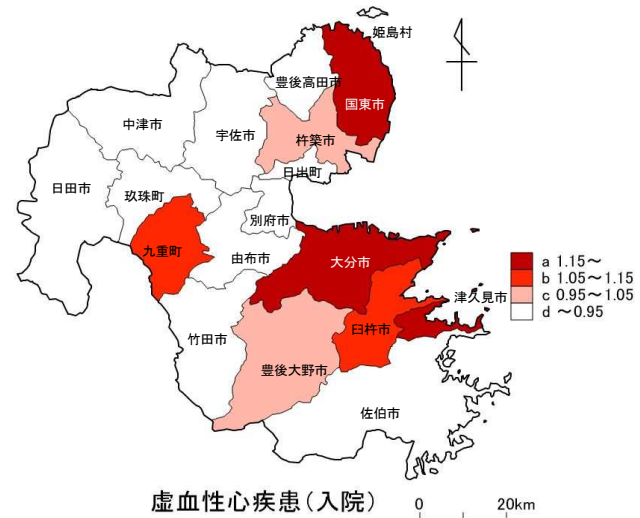 姫島村
豊後高田市
国東市
中津市
宇佐市
杵築市
日出町
日田市
玖珠町
別府市
九重町
由布市
大分市
a 1.15～
b 1.05～1.15
c 0.95～1.05
d ～0.95
津久見市
臼杵市
竹田市
豊後大野市
佐伯市
虚血性心疾患(入院)
0 20km